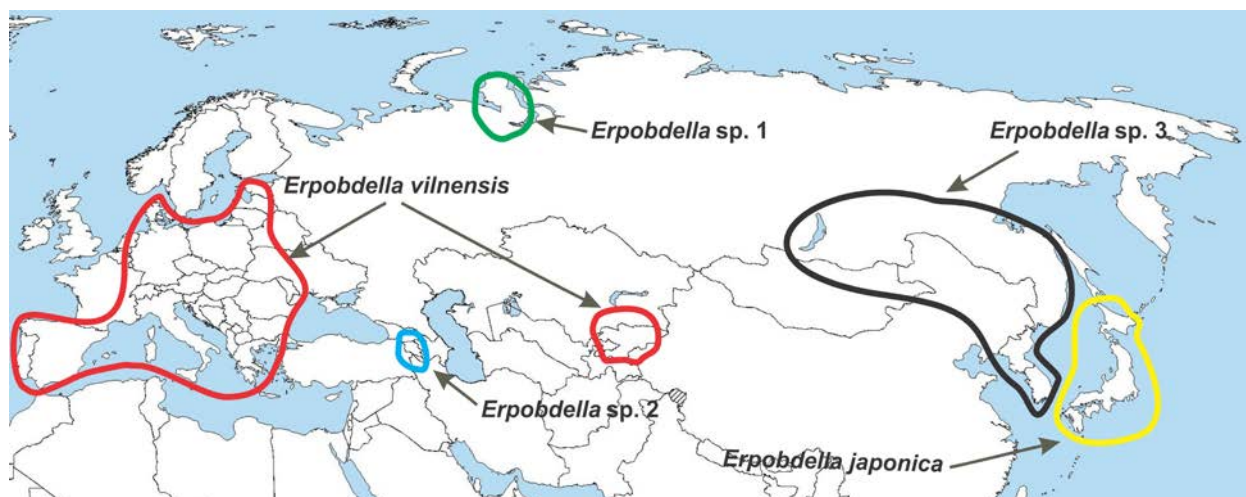 Erpobdella sp. 1
Erpobdella sp. 3
Erpobdella vilnensis
Erpobdella sp. 2
Erpobdella japonica